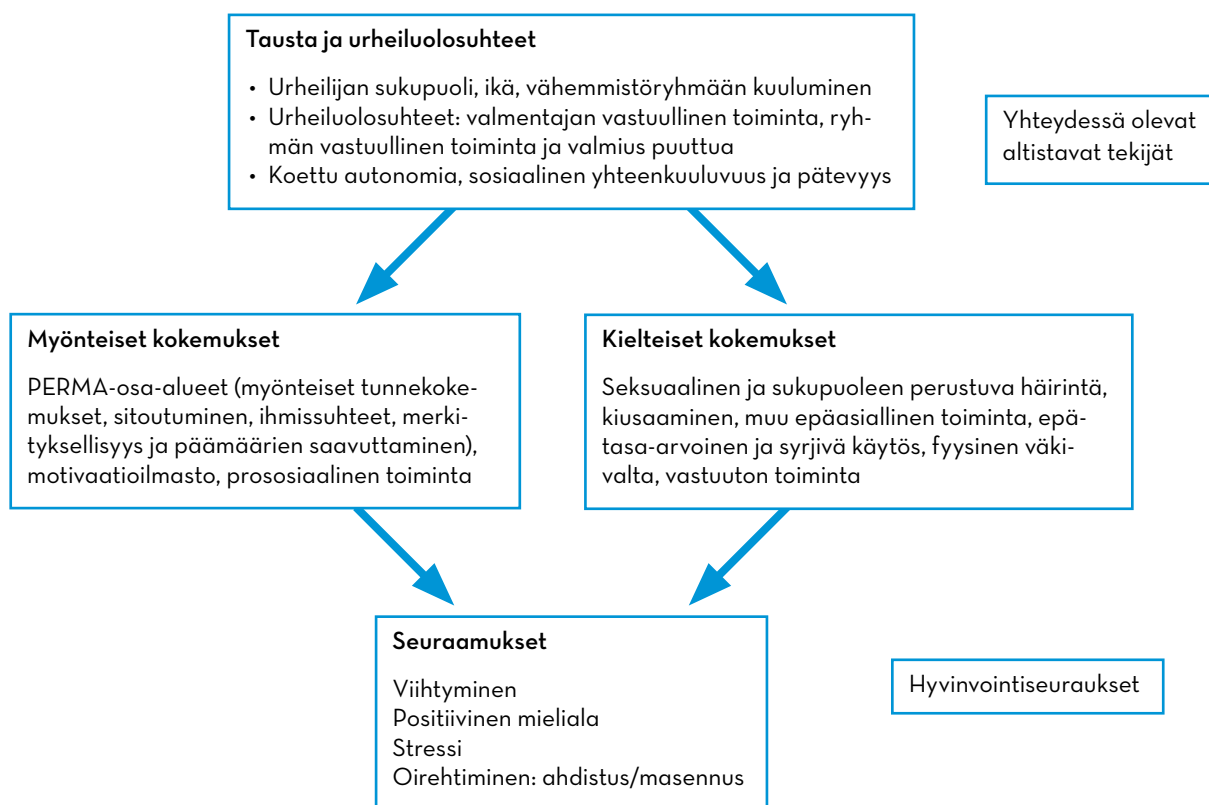 Tausta ja urheiluolosuhteet
• Urheilijan sukupuoli, ikä, vähemmistöryhmään kuuluminen
• Urheiluolosuhteet: valmentajan vastuullinen toiminta, ryh-
män vastuullinen toiminta ja valmius puuttua
• Koettu autonomia, sosiaalinen yhteenkuuluvuus ja pätevyys
Yhteydessä olevat
altistavat tekijät
Myönteiset kokemukset
PERMA-osa-alueet (myönteiset tunnekoke-
mukset, sitoutuminen, ihmissuhteet, merki-
tyksellisyys ja päämäärien saavuttaminen),
motivaatioilmasto, prososiaalinen toiminta
Kielteiset kokemukset
Seksuaalinen ja sukupuoleen perustuva häirintä,
kiusaaminen, muu epäasiallinen toiminta, epä-
tasa-arvoinen ja syrjivä käytös, fyysinen väki-
valta, vastuuton toiminta
Seuraamukset
Viihtyminen
Positiivinen mieliala
Stressi
Oirehtiminen: ahdistus/masennus
Hyvinvointiseuraukset